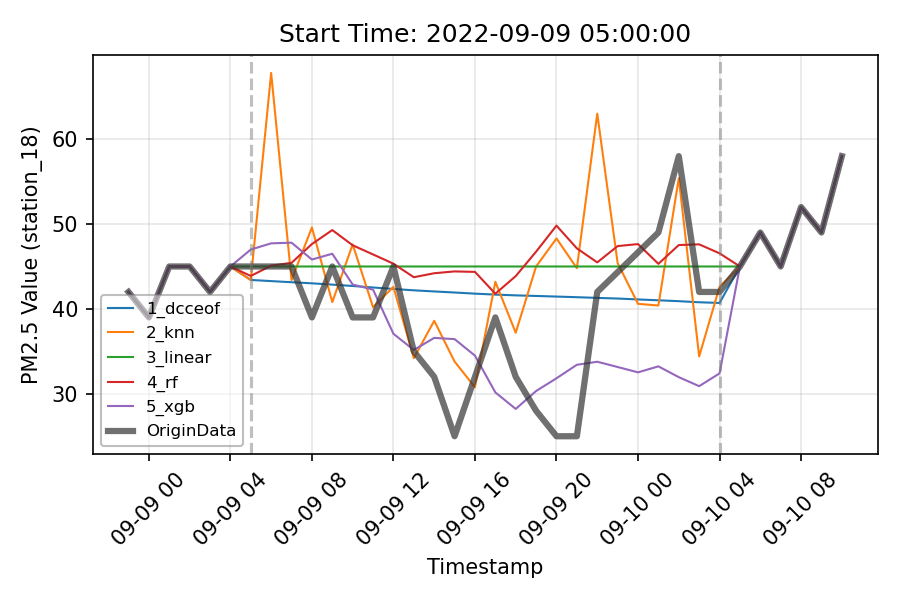 Start Time: 2022-09-09 05:00:00
PM2.5 Value (station_18)
60
50
40
30
1_dcceof
2_knn
3_linear
4_rf
5_xgb
OriginData
09-09 00
09-09 04
09-09 08
09-09 12
09-09 16
09-09 20
09-10 00
09-10 04
09-10 08
Timestamp